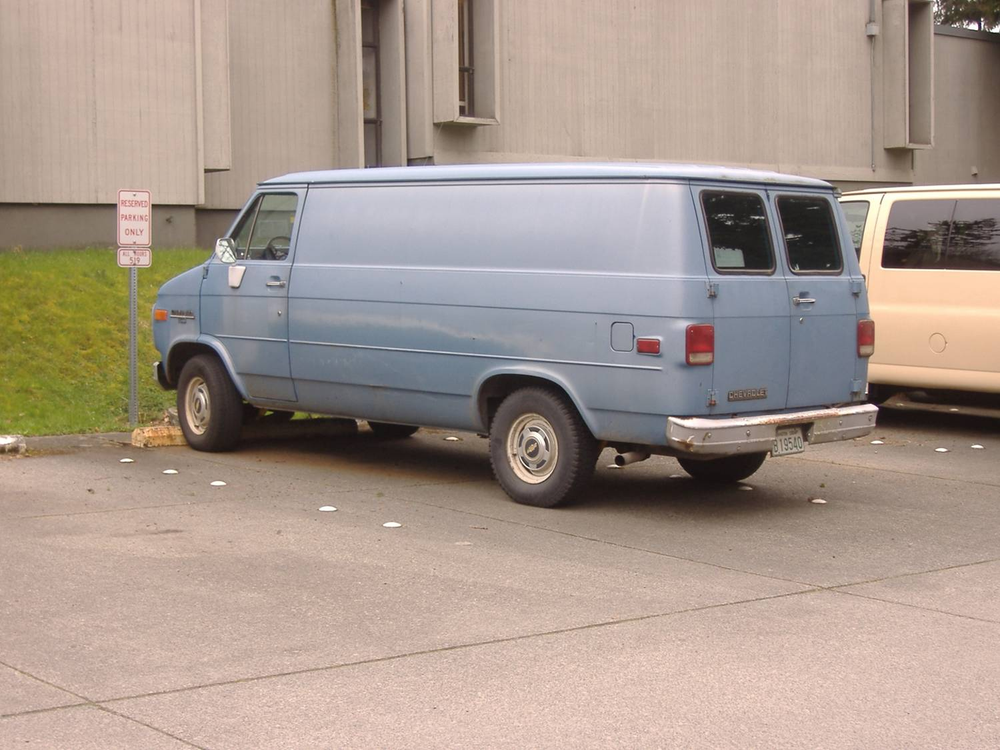 RESERVED
PARKING
ONLY
ALL HOURS
519
CHEVROLET
B19540